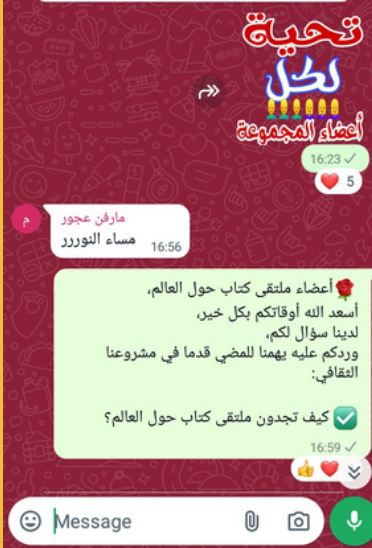 تحية
لكل
أعضاء المجموعة
16:23
5
م
مارفن عجور
مساء النوررر
16:56
أعضاء ملتقى كتاب حول العالم،
أسعد الله أوقاتكم بكل خير،
لدينا سؤال لكم،
وردكم عليه يهمنا للمضي قدما في مشروعنا
الثقافي:
كيف تجدون ملتقى كتاب حول العالم؟
16:59
Message